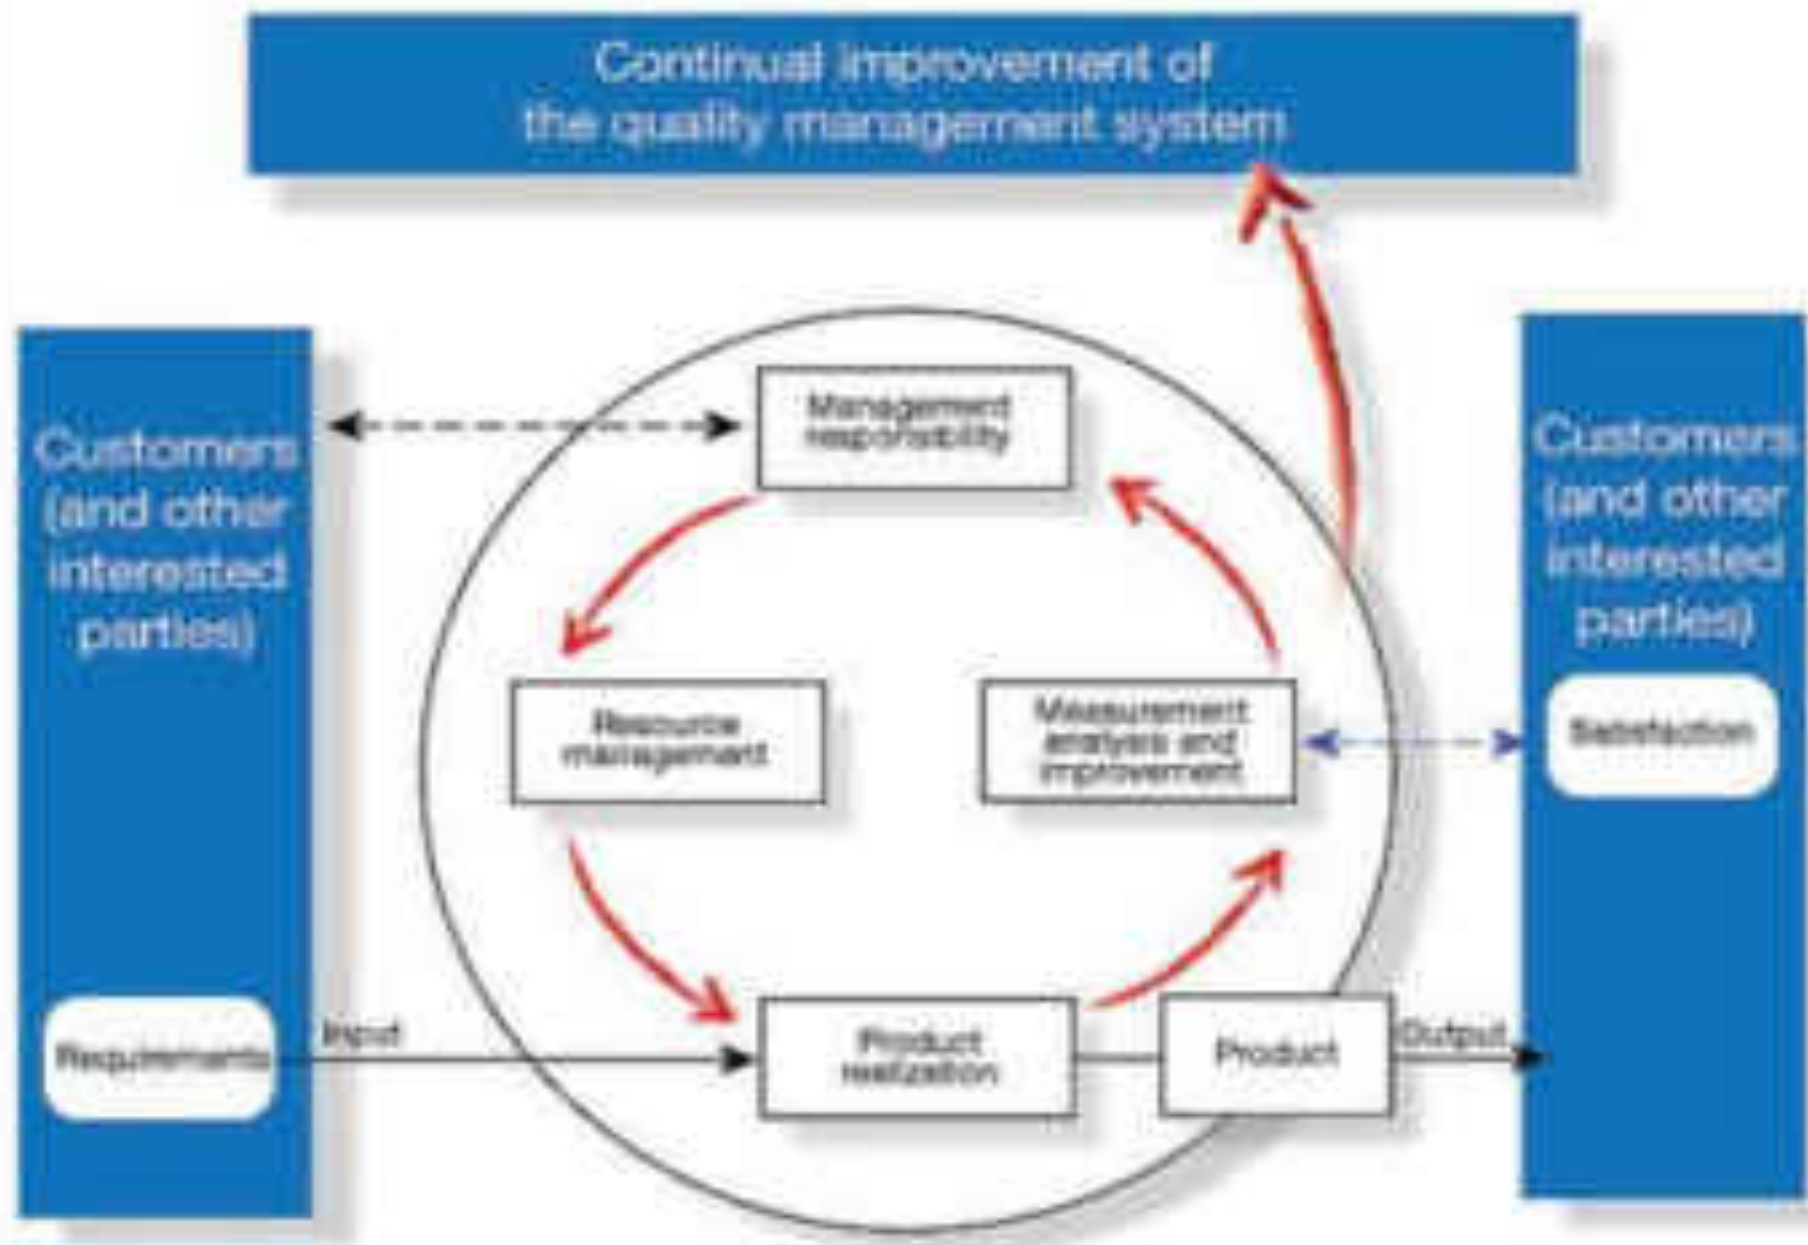 Continual improvement of
the quality management system
Customers
(and other
interested
parties)
Requirements
Input
Management
responsibility
Resource
management
Measurement
analysis and
improvement
Product
realization
Product
Output
Customers
(and other
interested
parties)
Satisfaction